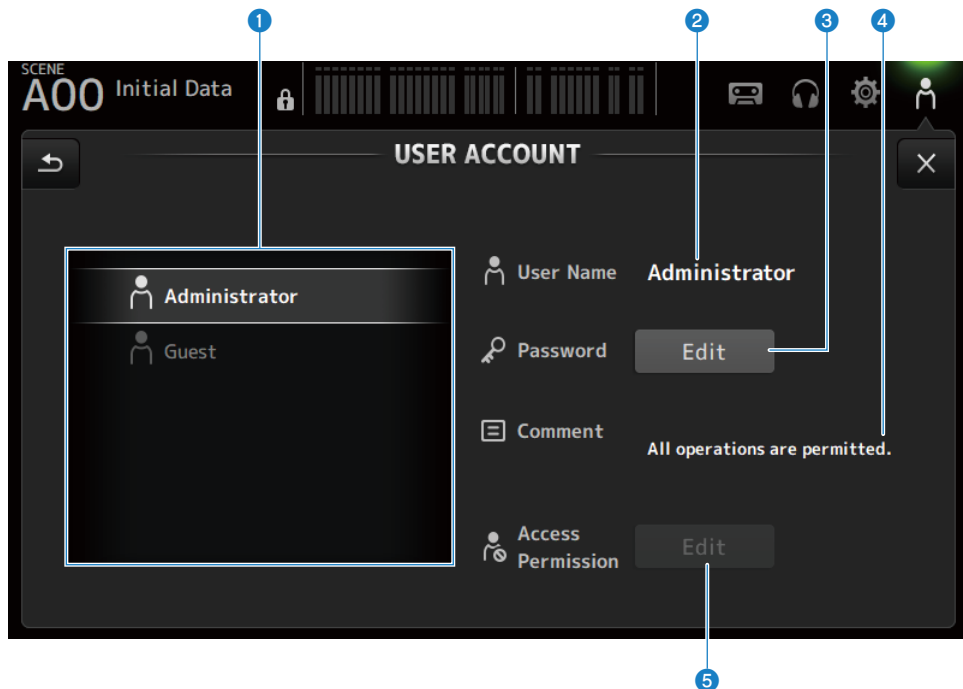 1 2 3 4
SCENE
A00 Initial Data
USER ACCOUNT
Administrator
Guest
User Name Administrator
Password Edit
Comment
All operations are permitted.
Access
Permission Edit
5